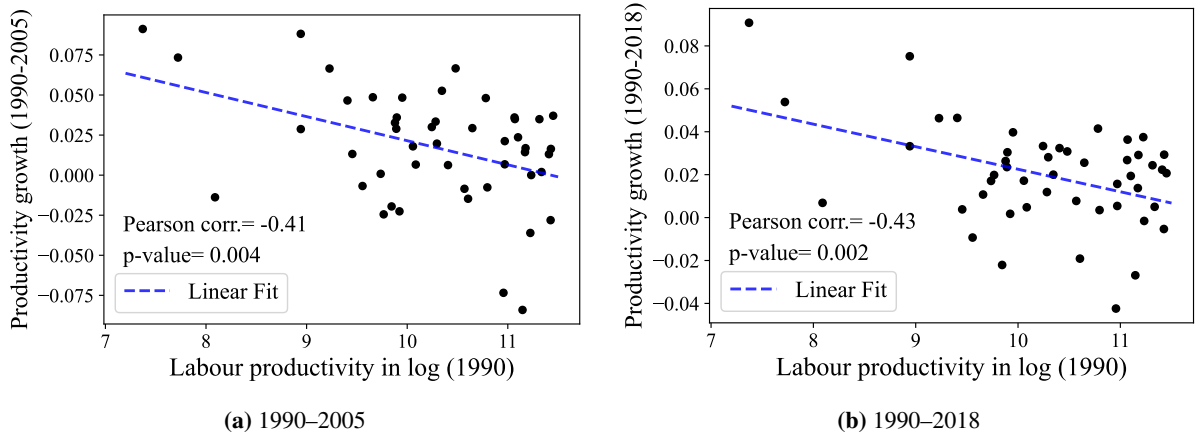 Productivity growth (1990-2005)
0.075
0.050
0.025
0.000
−0.025
−0.050
−0.075
Pearson corr.= -0.41
p-value= 0.004
Linear Fit
7 8 9 10 11
Labour productivity in log (1990)
(a) 1990–2005
Productivity growth (1990-2018)
0.08
0.06
0.04
0.02
0.00
−0.02
−0.04
Pearson corr.= -0.43
p-value= 0.002
Linear Fit
7 8 9 10 11
Labour productivity in log (1990)
(b) 1990–2018